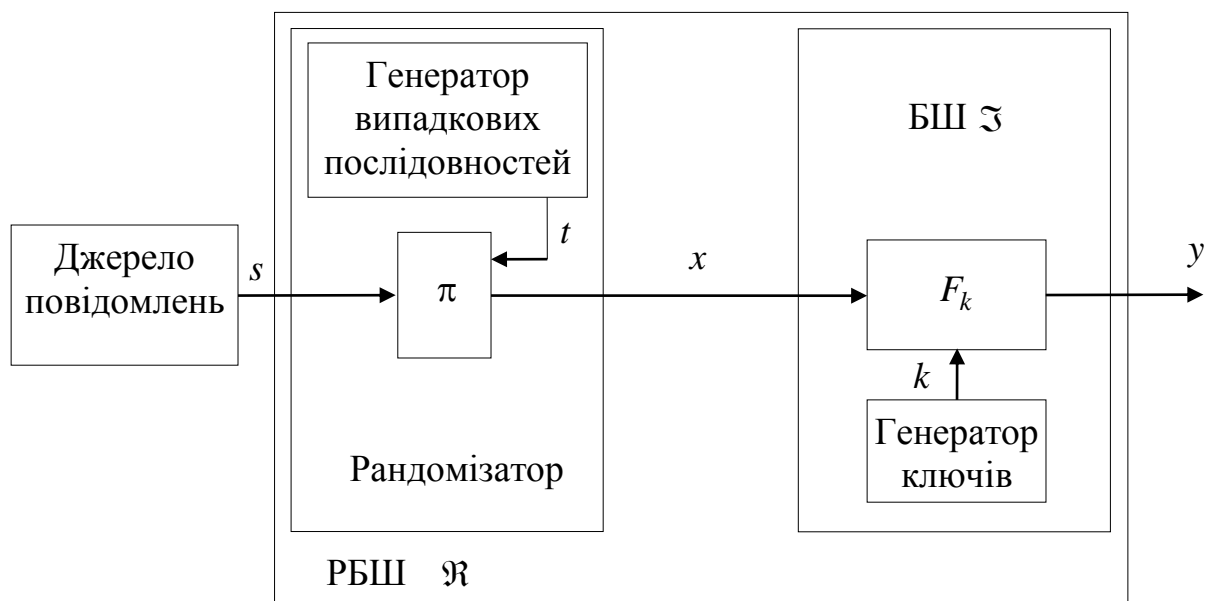 Генератор
випадкових
послідовностей
БШ ℑ
Джерело
повідомлень
s
t
π
x
F_k
y
k
Генератор
ключів
Рандомізатор
РБШ ℜ